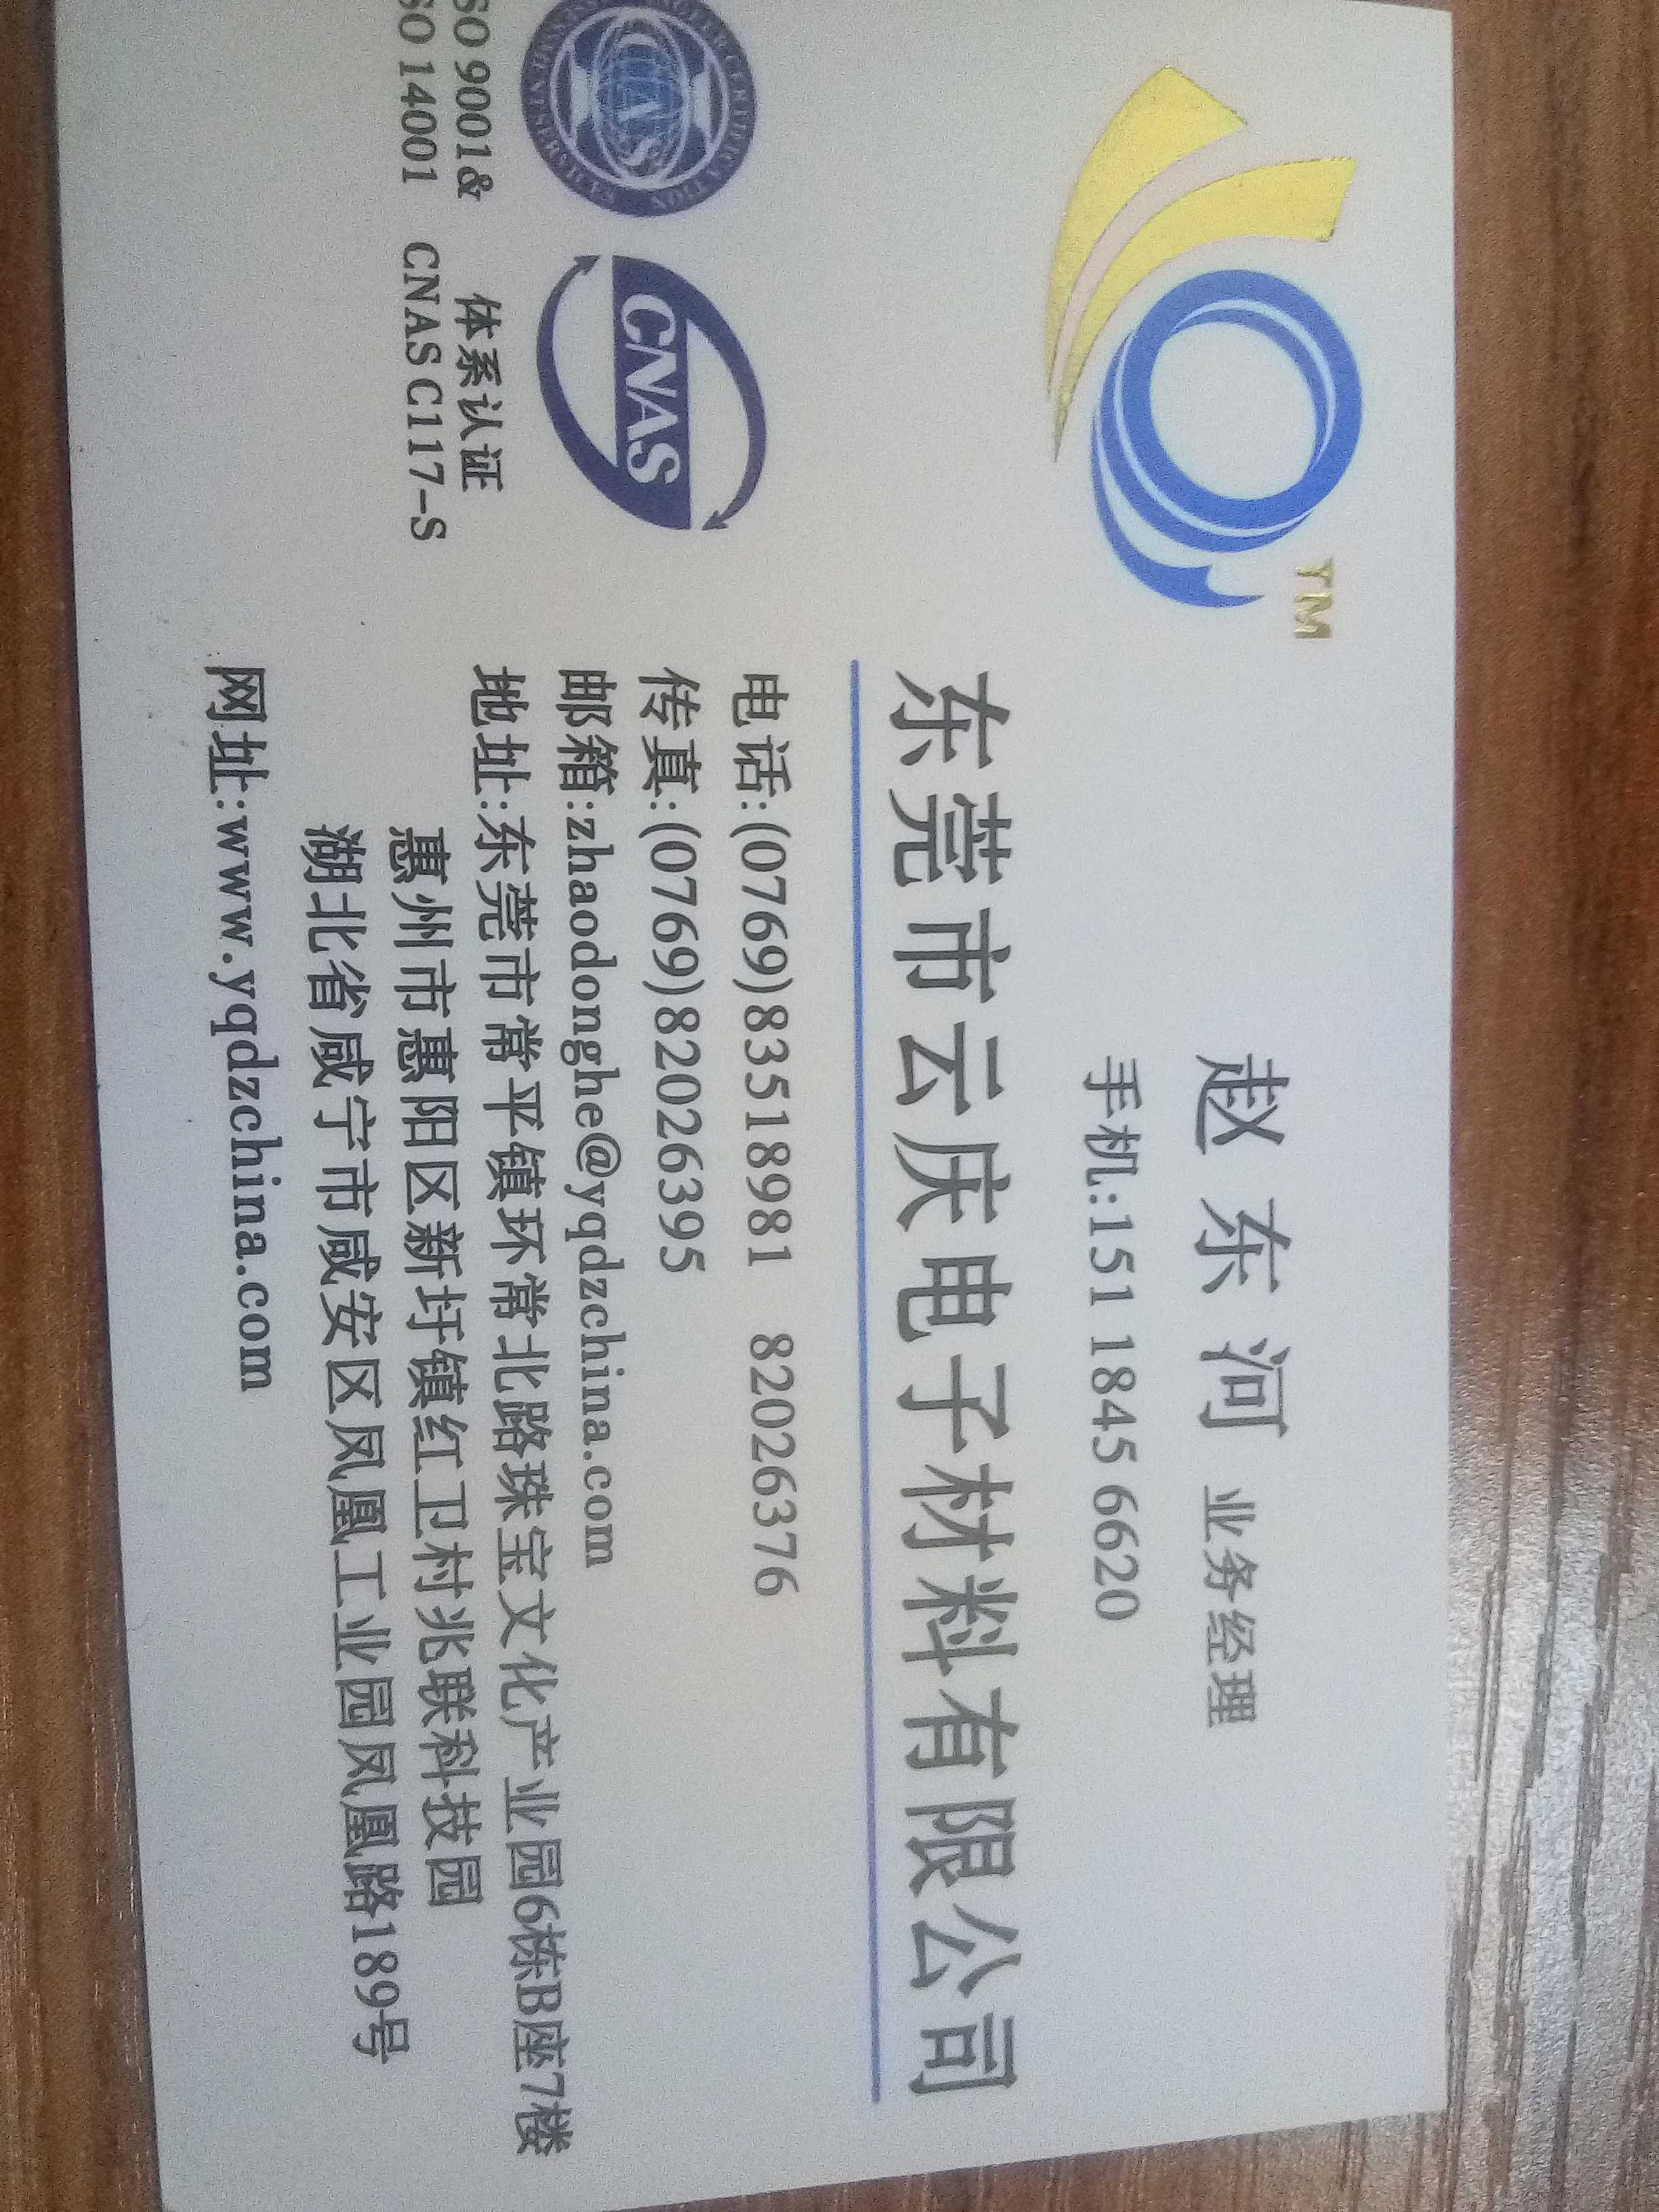 TM
赵东河 业务经理
手机:151 1845 6620
东莞市云庆电子材料有限公司
CNAS
SO 9001& 体系认证
SO 14001 CNAS C117-S
电话:(0769)83518981 82026376
传真:(0769)82026395
邮箱:zhaodonghe@yqdzchina.com
地址:东莞市常平镇环常北路珠宝文化产业园6栋B座7楼
惠州市惠阳区新圩镇红卫村兆联科技园
湖北省咸宁市咸安区凤凰工业园凤凰路189号
网址:www.yqdzchina.com